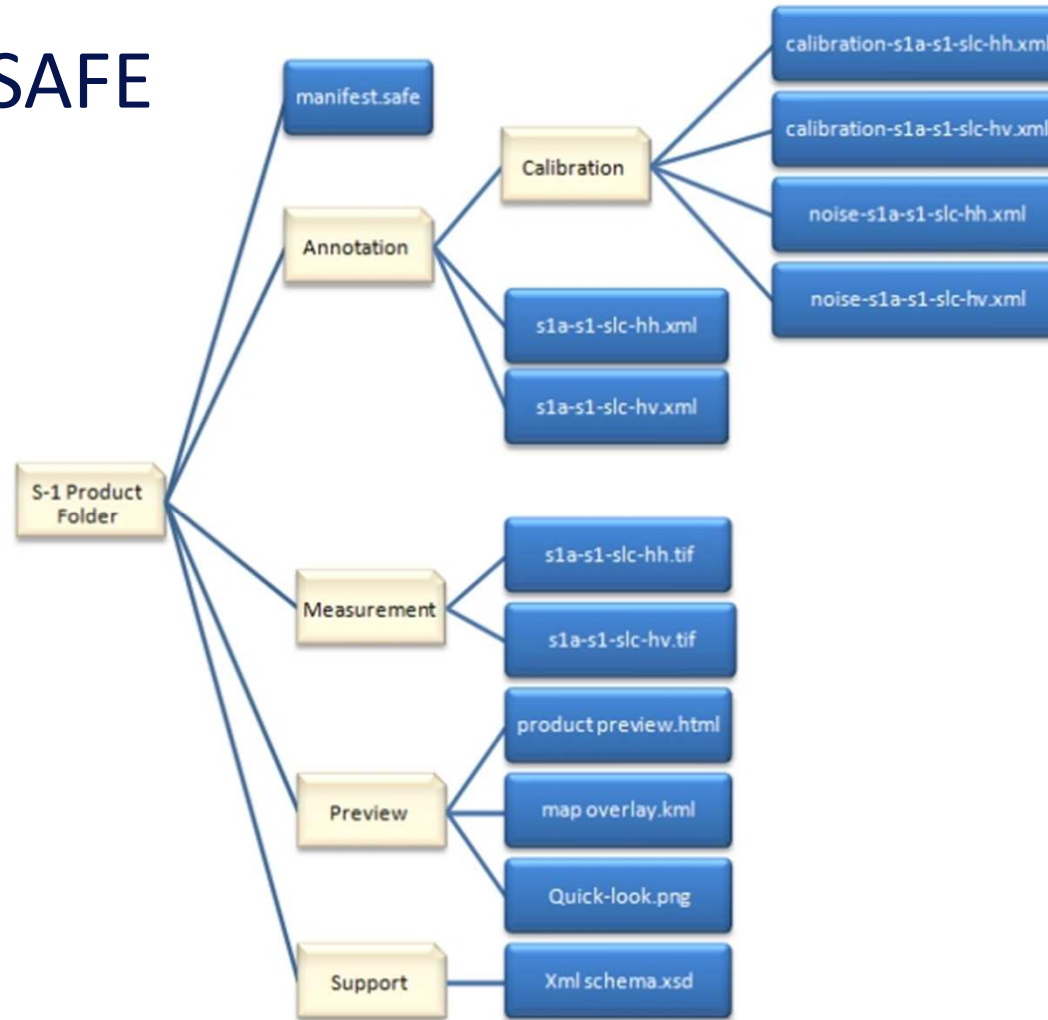 SAFE
manifest.safe
Annotation
Calibration
calibration-s1a-s1-slc-hh.xml
calibration-s1a-s1-slc-hv.xml
noise-s1a-s1-slc-hh.xml
noise-s1a-s1-slc-hv.xml
s1a-s1-slc-hh.xml
s1a-s1-slc-hv.xml
S-1 Product
Folder
Measurement
s1a-s1-slc-hh.tif
s1a-s1-slc-hv.tif
Preview
product preview.html
map overlay.kml
Quick-look.png
Support
Xml schema.xsd